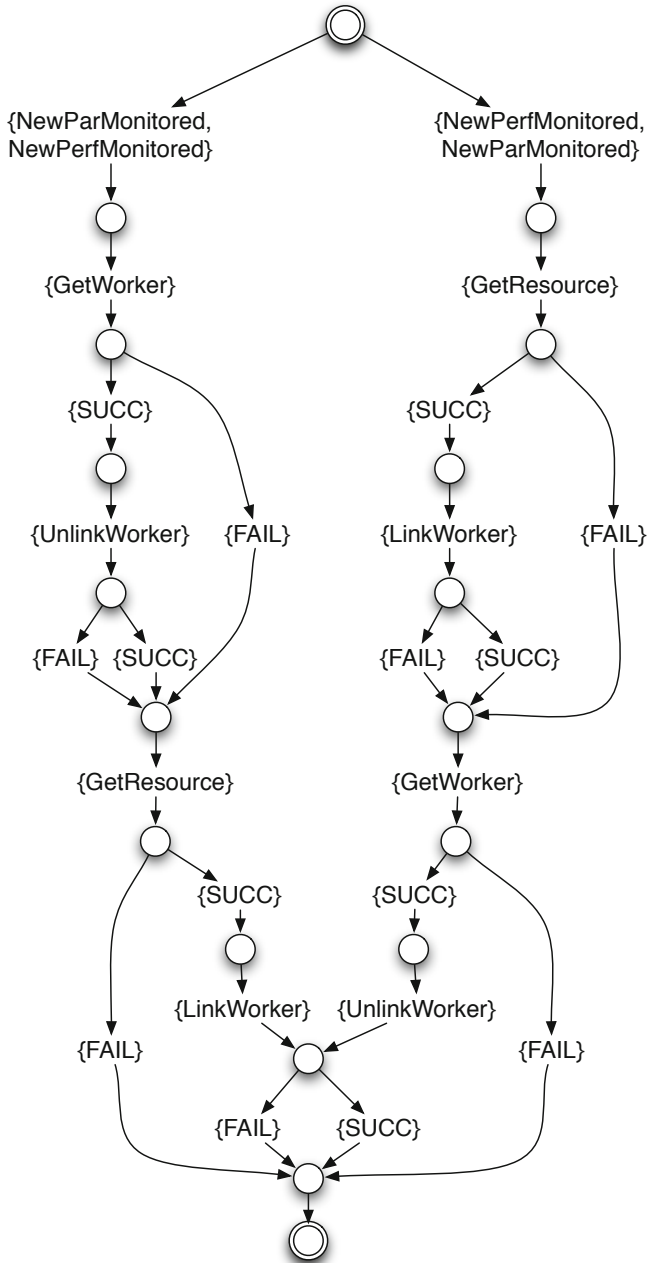 {NewParMonitored,
NewPerfMonitored}
{NewPerfMonitored,
NewParMonitored}
{GetWorker}
{GetResource}
{SUCC}
{SUCC}
{UnlinkWorker}
{FAIL}
{LinkWorker}
{FAIL}
{FAIL}
{SUCC}
{FAIL}
{SUCC}
{GetResource}
{GetWorker}
{SUCC}
{SUCC}
{LinkWorker}
{UnlinkWorker}
{FAIL}
{FAIL}
{FAIL}
{SUCC}